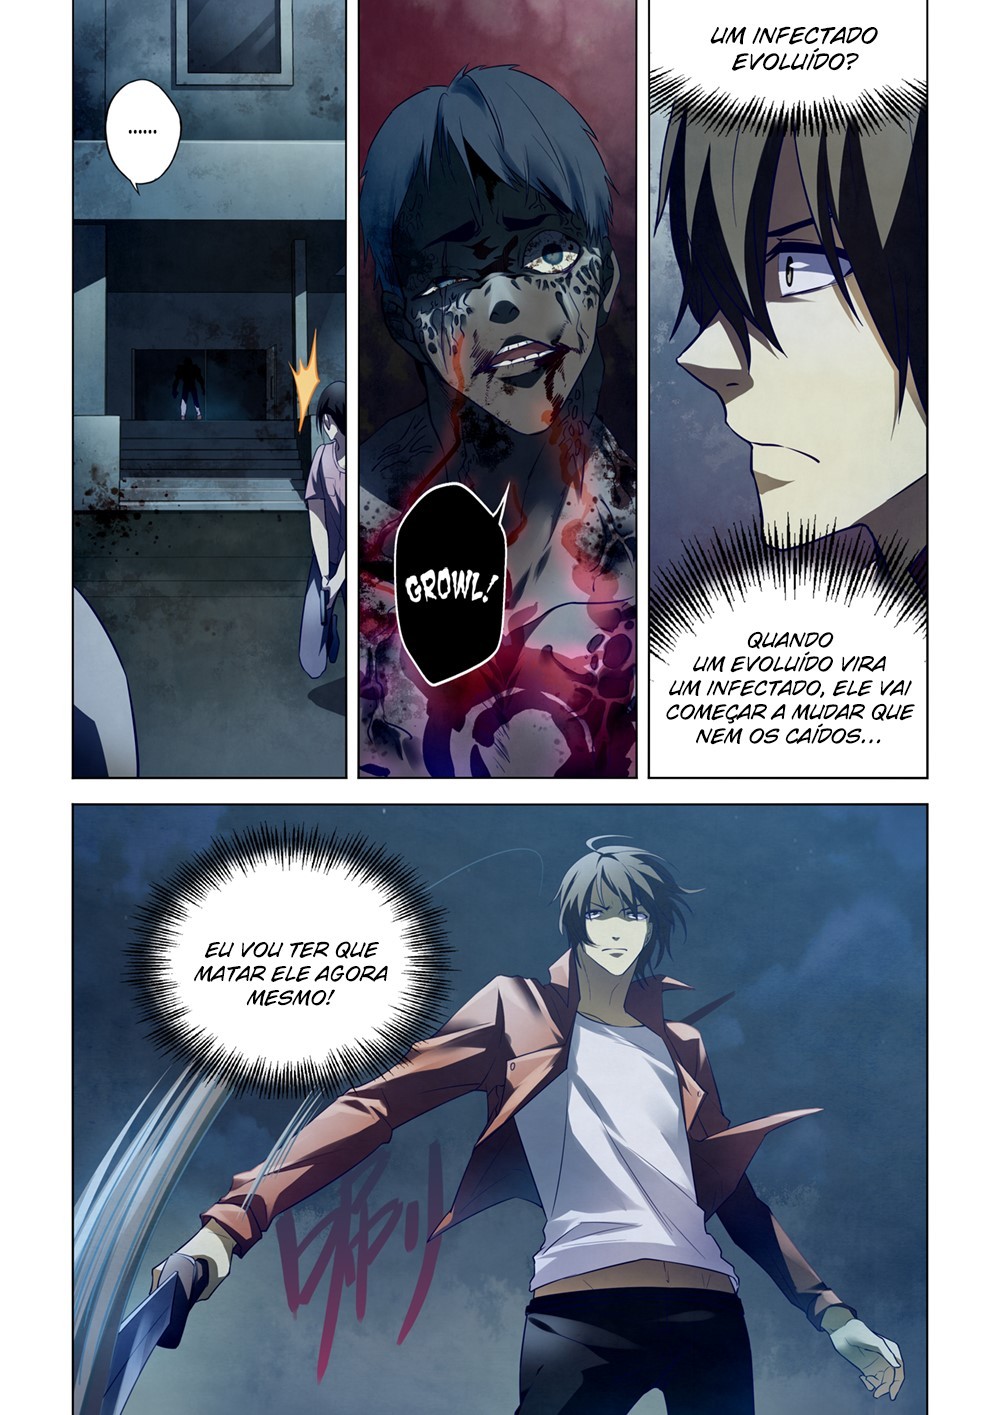 ......
GROWL!
UM INFECTADO
EVOLUÍDO?
QUANDO
UM EVOLUÍDO VIRA
UM INFECTADO, ELE VAI
COMEÇAR A MUDAR QUE
NEM OS CAÍDOS...
EU VOU TER QUE
MATAR ELE AGORA
MESMO!